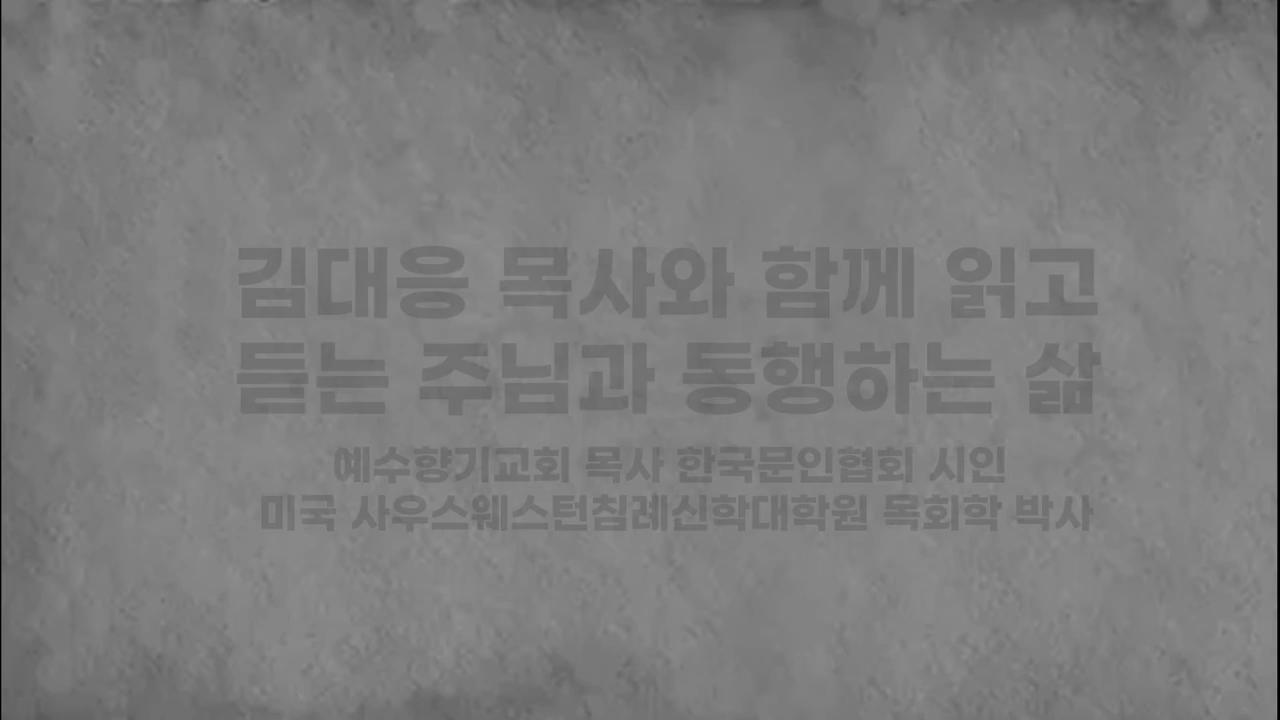 김대응 목사와 함께 읽고
듣는 주님과 동행하는 삶
예수향기교회 목사 한국문인협회 시인
미국 사우스웨스턴침례신학대학원 목회학 박사